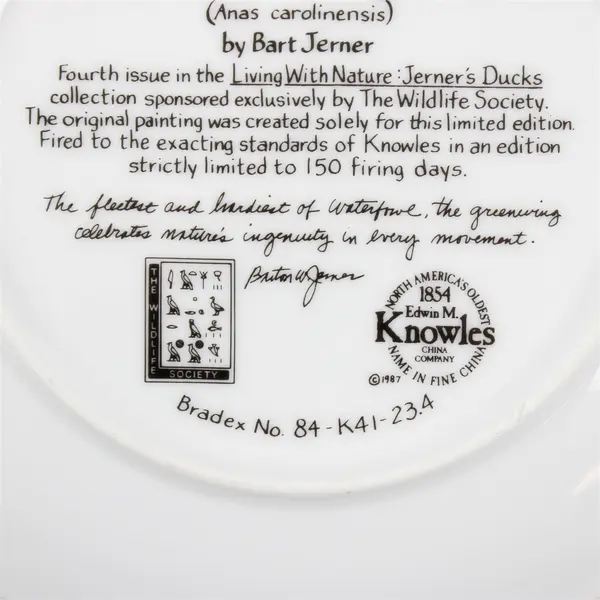 (Anas carolinensis)
by Bart Jerner
Fourth issue in the Living With Nature: Jerner's Ducks
collection sponsored exclusively by The Wildlife Society.
The original painting was created solely for this limited edition.
Fired to the exacting standards of Knowles in an edition
strictly limited to 150 firing days.
The fleetest and hardiest of waterfowl, the greenwing
celebrates nature's ingenuity in every movement.
THE WILDLIFE
SOCIETY
Barton W. Jerner
NORTH AMERICA'S OLDEST
1854
Edwin M.
Knowles
CHINA
COMPANY
NAME IN FINE CHINA
©1987
Bradex No. 84-K41-23.4